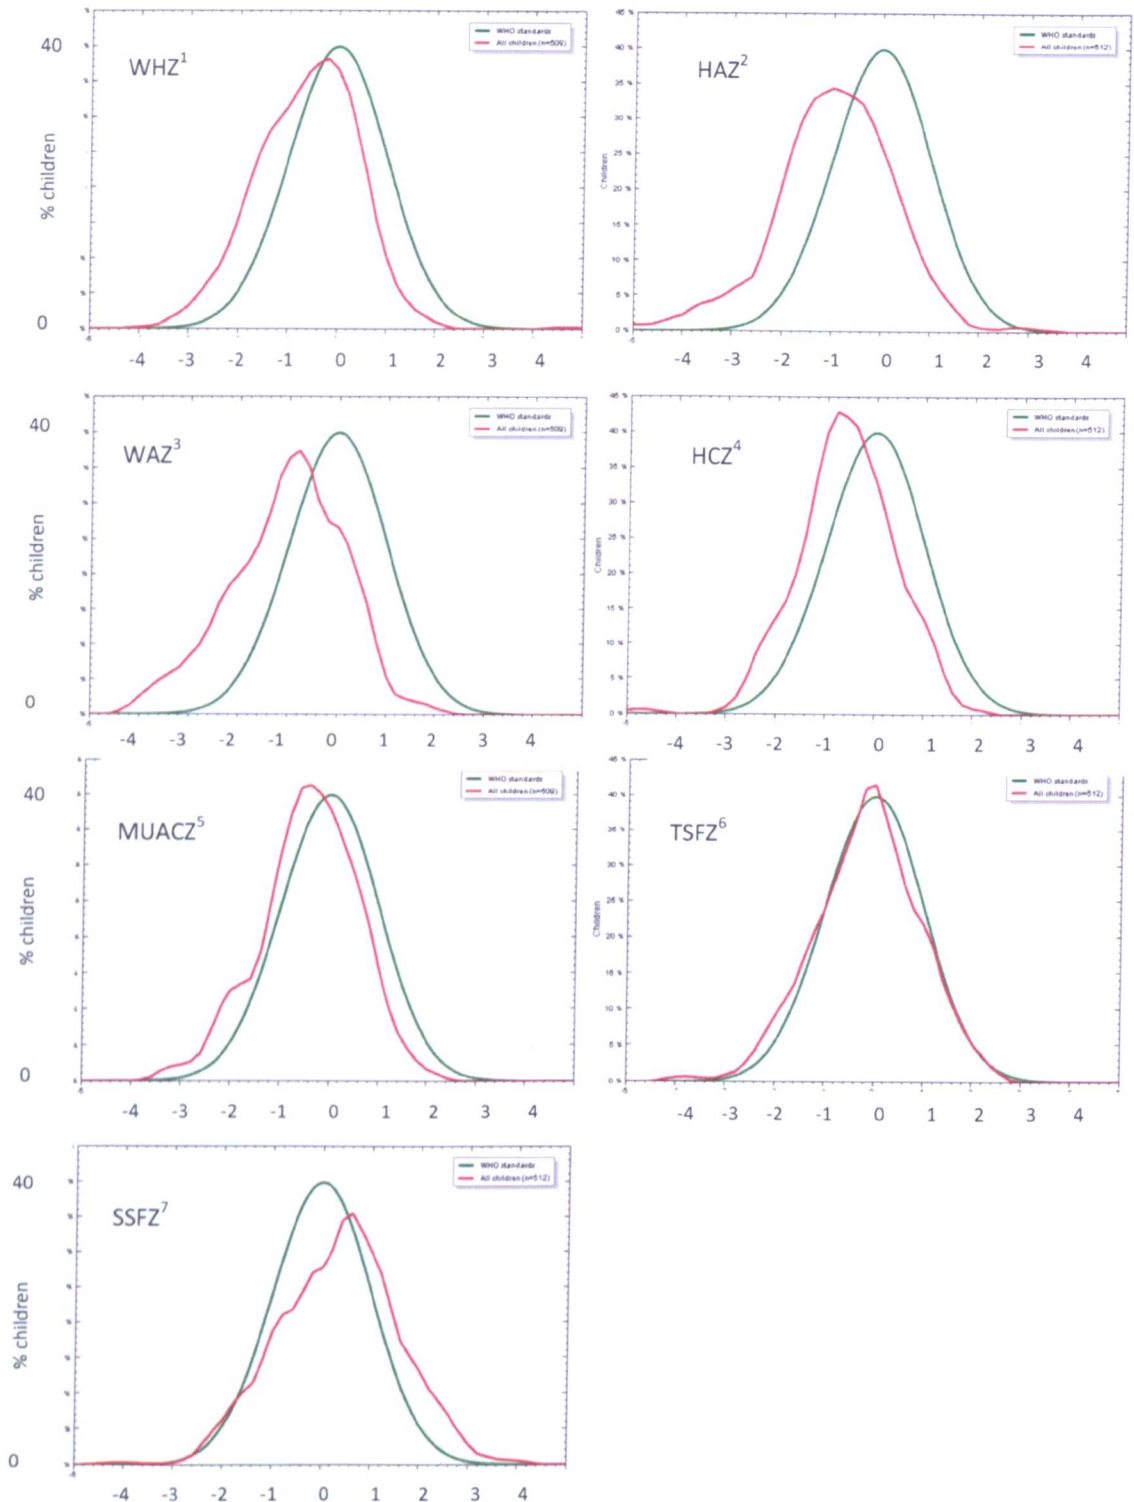 WHZ1
WHO standards
All children (n=509)
40
% children
0
-4 -3 -2 -1 0 1 2 3 4
HAZ2
WHO standards
All children (n=512)
45 %
40 %
35 %
30 %
25 %
20 %
15 %
10 %
5 %
0 %
Children
-5
-4 -3 -2 -1 0 1 2 3 4 5
WAZ3
WHO standards
All children (n=509)
40
% children
0
-4 -3 -2 -1 0 1 2 3 4
HCZ4
WHO standards
All children (n=512)
45 %
40 %
35 %
30 %
25 %
20 %
15 %
10 %
5 %
0 %
Children
-4 -3 -2 -1 0 1 2 3 4
MUACZ5
WHO standards
All children (n=509)
40
% children
0
-4 -3 -2 -1 0 1 2 3 4
TSFZ6
WHO standards
All children (n=512)
45 %
40 %
35 %
30 %
25 %
20 %
15 %
10 %
5 %
0 %
Children
-4 -3 -2 -1 0 1 2 3 4
SSFZ7
WHO standards
All children (n=512)
40
% children
0
-4 -3 -2 -1 0 1 2 3 4